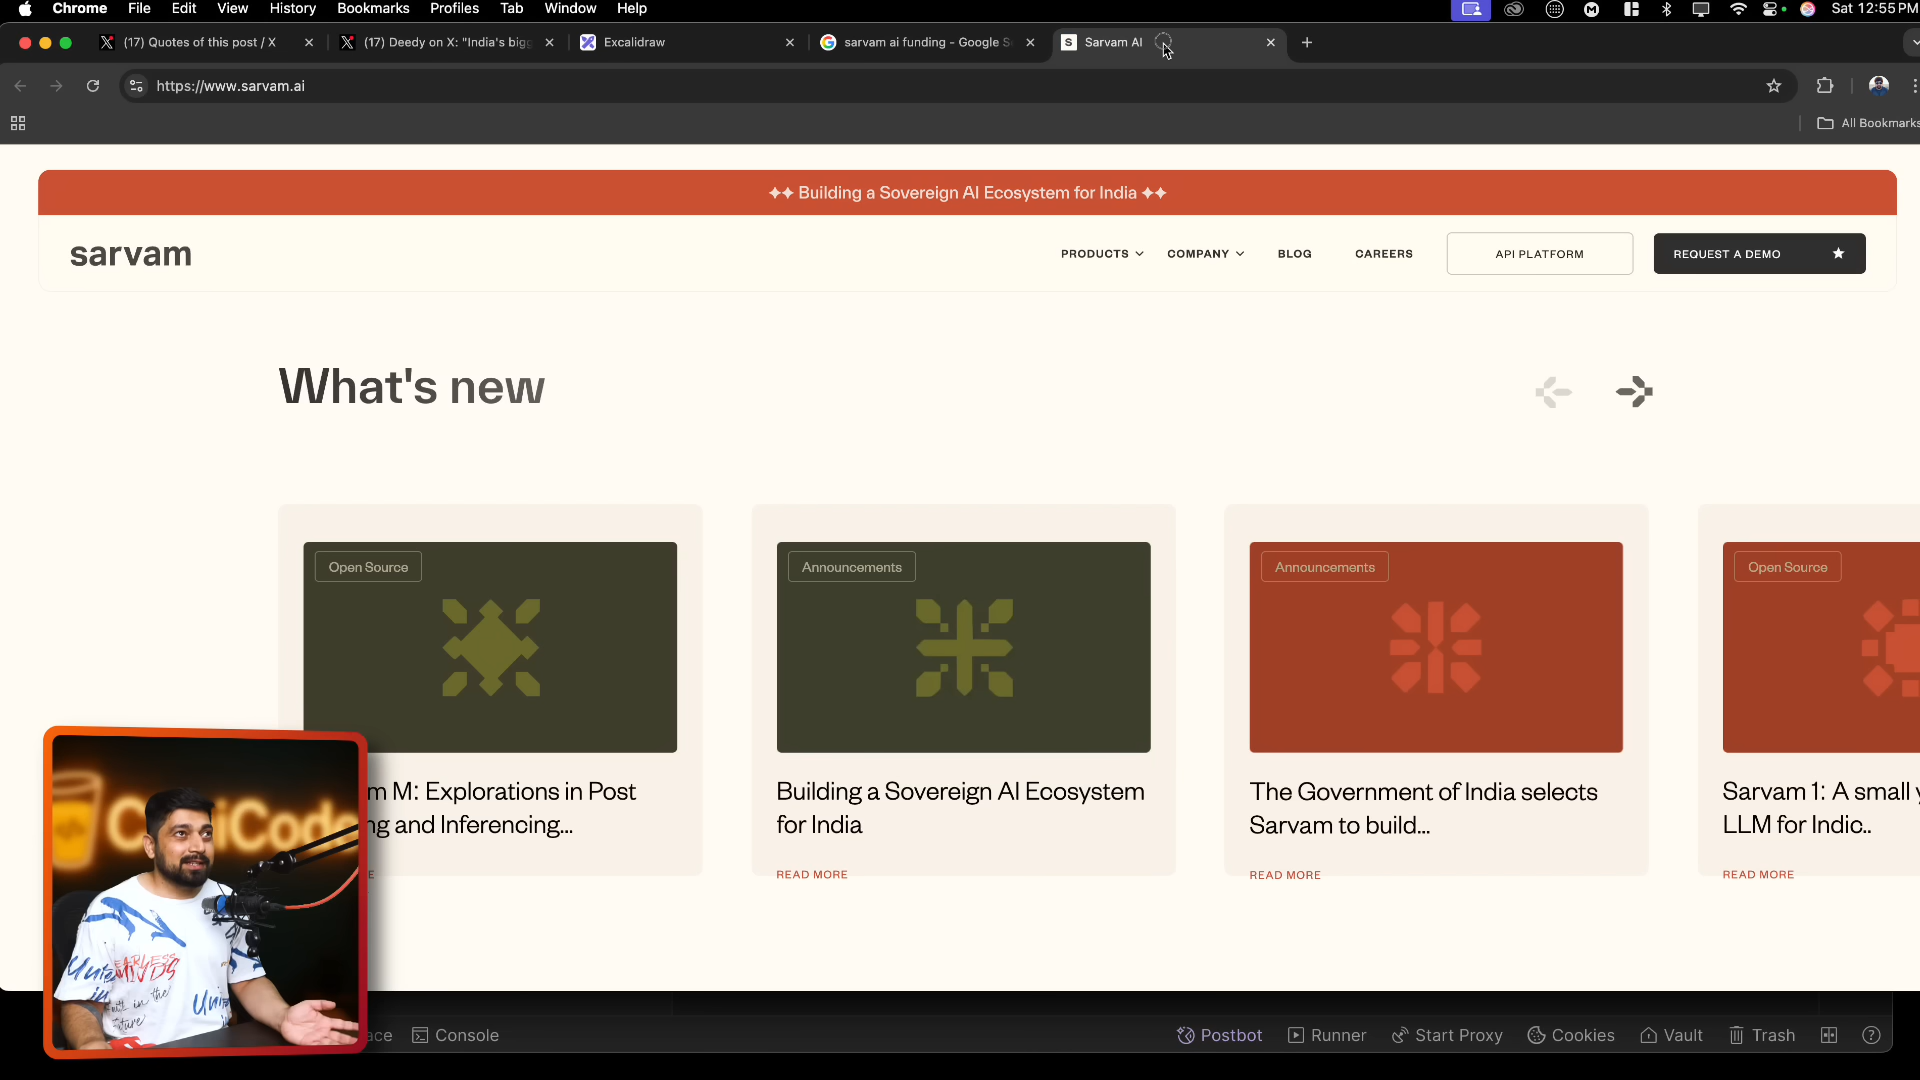 Chrome File Edit View History Bookmarks Profiles Tab Window Help Sat 12:55 PM
(17) Quotes of this post / X (17) Deedy on X: "India's bigg Excalidraw sarvam ai funding - Google S Sarvam AI
https://www.sarvam.ai
All Bookmarks
Building a Sovereign AI Ecosystem for India
sarvam PRODUCTS COMPANY BLOG CAREERS API PLATFORM REQUEST A DEMO
What's new
Open Source Announcements Announcements Open Source
m M: Explorations in Post Building a Sovereign AI Ecosystem The Government of India selects Sarvam 1: A small
ng and Inferencing... for India Sarvam to build... LLM for Indic..
READ MORE READ MORE READ MORE
Console Postbot Runner Start Proxy Cookies Vault Trash